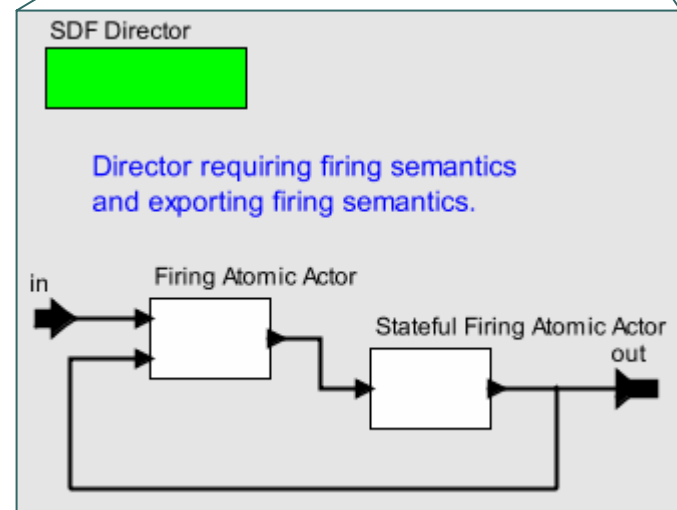 SDF Director
Director requiring firing semantics
and exporting firing semantics.
in
Firing Atomic Actor
Stateful Firing Atomic Actor
out